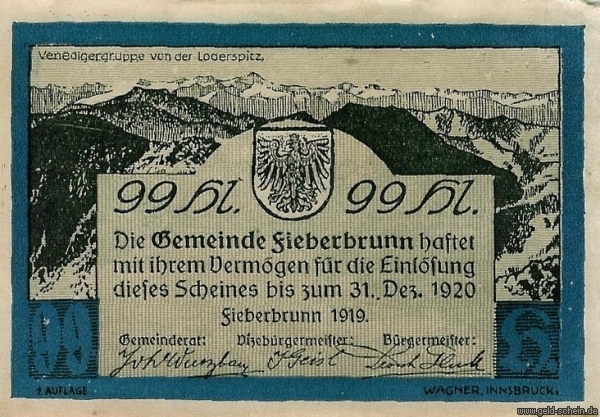 Venedigergruppe von der Loderspitz,
99 Hl. 99 Hl.
Die Gemeinde Fieberbrunn haftet
mit ihrem Vermögen für die Einlösung
dieses Scheines bis zum 31. Dez. 1920
Fieberbrunn 1919.
Gemeinderat: Vizebürgermeister: Bürgermeister:
99 H
2. AUFLAGE WAGNER, INNSBRUCK.
www.geld-schein.de